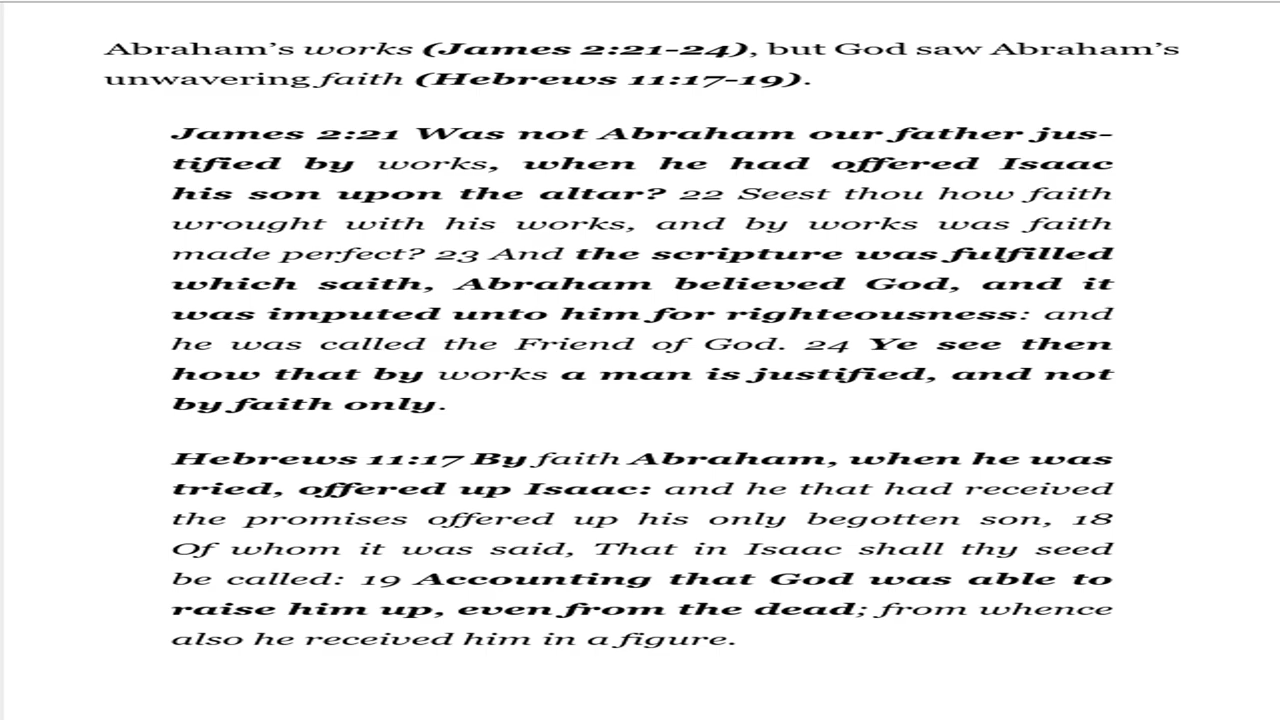 Abraham’s works (James 2:21-24), but God saw Abraham’s
unwavering faith (Hebrews 11:17-19).
James 2:21 Was not Abraham our father jus-
tified by works, when he had offered Isaac
his son upon the altar? 22 Seest thou how faith
wrought with his works, and by works was faith
made perfect? 23 And the scripture was fulfilled
which saith, Abraham believed God, and it
was imputed unto him for righteousness: and
he was called the Friend of God. 24 Ye see then
how that by works a man is justified, and not
by faith only.
Hebrews 11:17 By faith Abraham, when he was
tried, offered up Isaac: and he that had received
the promises offered up his only begotten son, 18
Of whom it was said, That in Isaac shall thy seed
be called: 19 Accounting that God was able to
raise him up, even from the dead; from whence
also he received him in a figure.